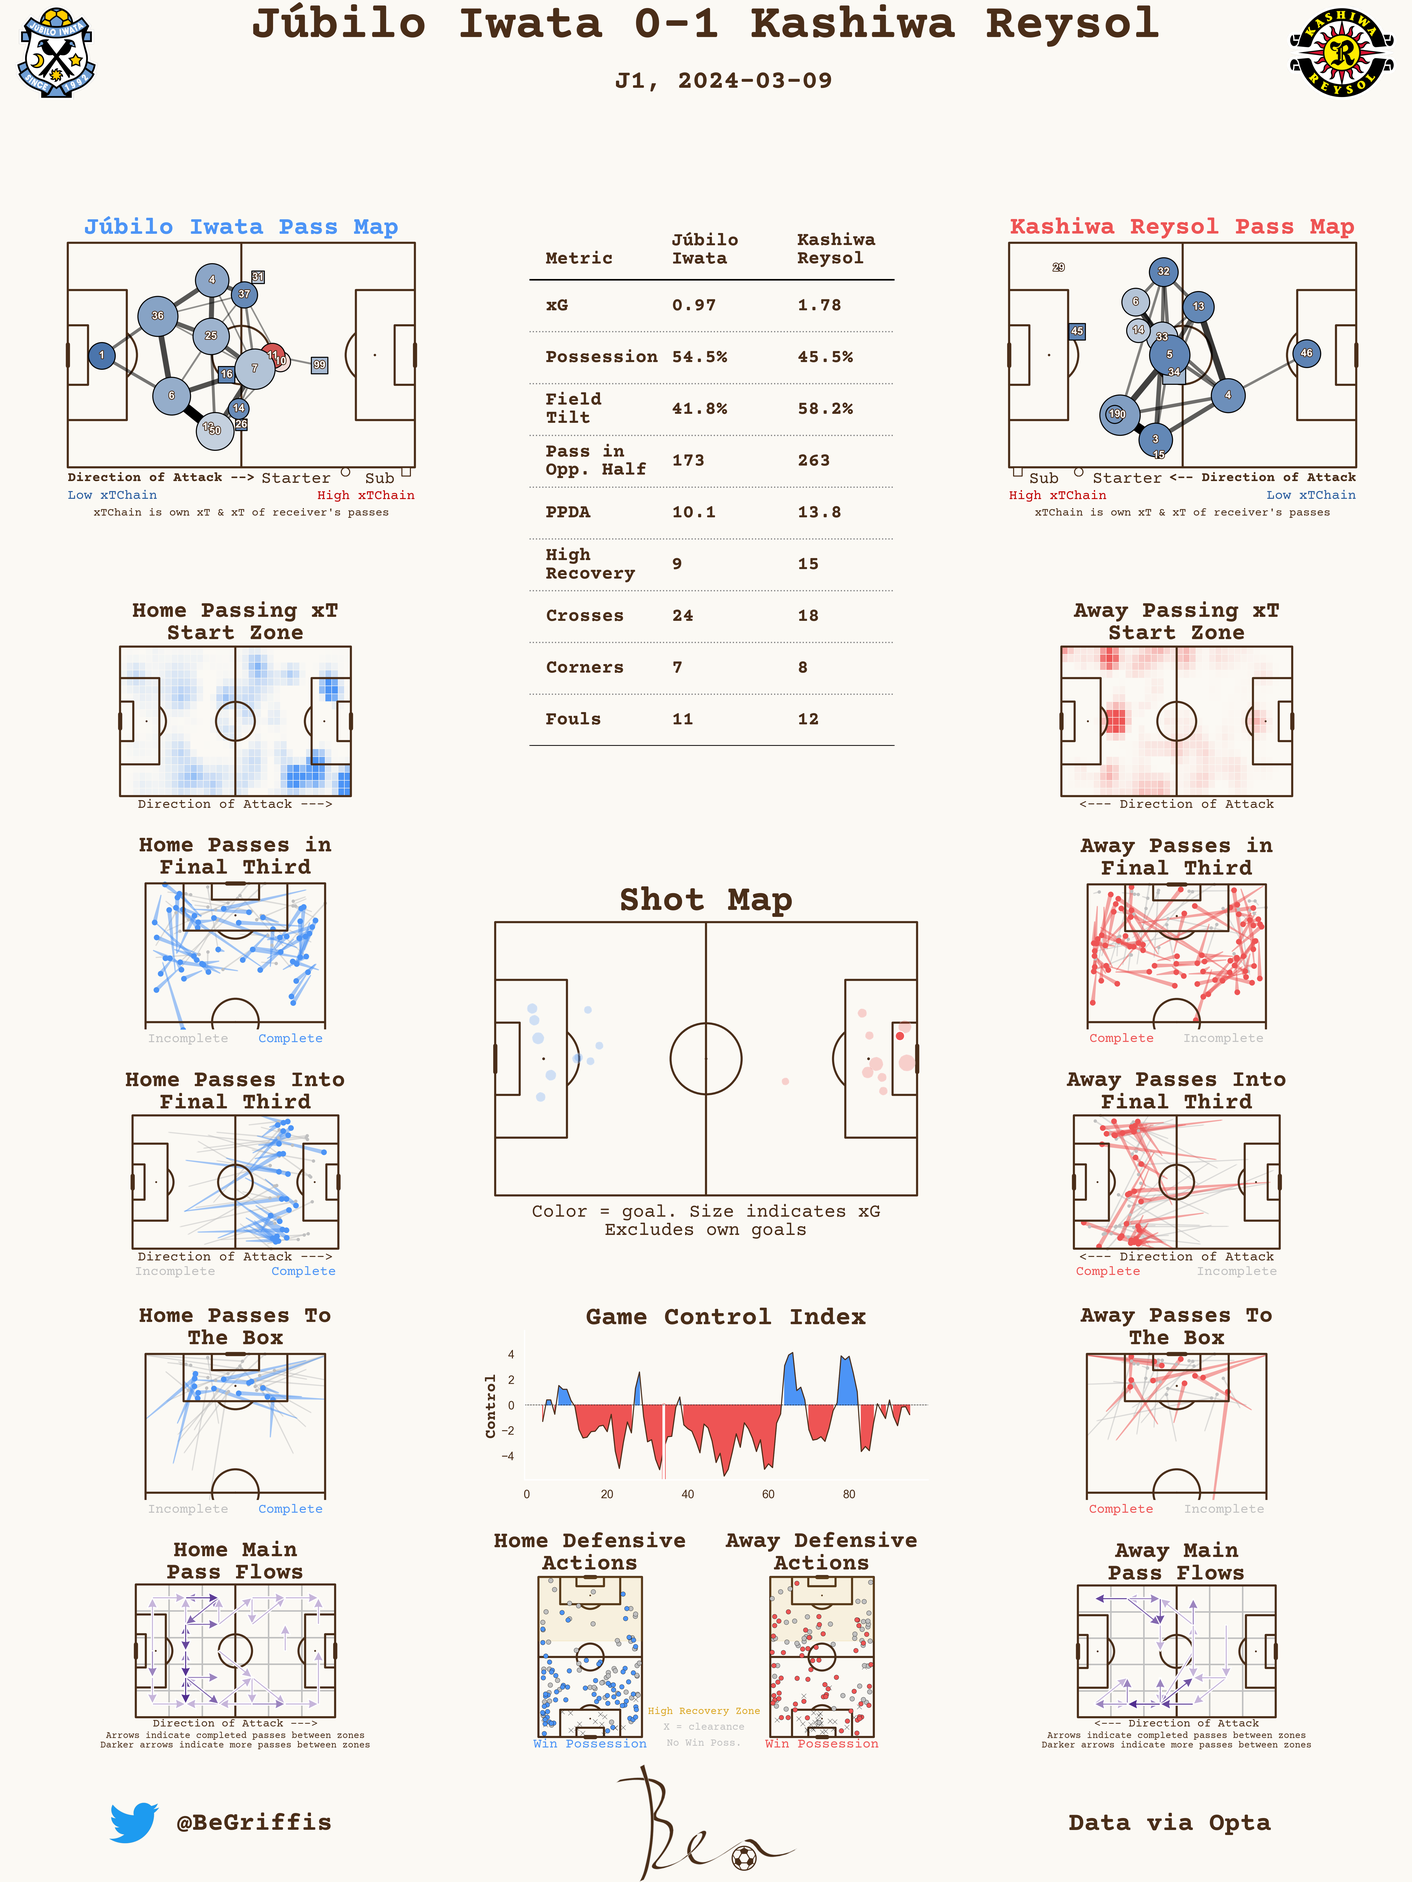 Júbilo Iwata 0-1 Kashiwa Reysol
J1, 2024-03-09
JÚBILO IWATA
SINCE 1992
KASHIWA
R
REYSOL
Júbilo Iwata Pass Map
1
36
6
4
25
37
31
7
11
10
99
16
14
26
50
Direction of Attack --> Starter Sub
Low xTChain High xTChain
xTChain is own xT & xT of receiver's passes
Metric Júbilo Iwata Kashiwa Reysol
xG 0.97 1.78
Possession 54.5% 45.5%
Field Tilt 41.8% 58.2%
Pass in Opp. Half 173 263
PPDA 10.1 13.8
High Recovery 9 15
Crosses 24 18
Corners 7 8
Fouls 11 12
Kashiwa Reysol Pass Map
29
32
6
13
45
14
33
5
46
34
4
19
3
15
Sub Starter <-- Direction of Attack
High xTChain Low xTChain
xTChain is own xT & xT of receiver's passes
Home Passing xT
Start Zone
Direction of Attack --->
Away Passing xT
Start Zone
<--- Direction of Attack
Home Passes in
Final Third
Incomplete Complete
Away Passes in
Final Third
Complete Incomplete
Shot Map
Color = goal. Size indicates xG
Excludes own goals
Home Passes Into
Final Third
Direction of Attack --->
Incomplete Complete
Away Passes Into
Final Third
<--- Direction of Attack
Complete Incomplete
Home Passes To
The Box
Incomplete Complete
Game Control Index
Control
4
2
0
−2
−4
0 20 40 60 80
Away Passes To
The Box
Complete Incomplete
Home Main
Pass Flows
Direction of Attack --->
Arrows indicate completed passes between zones
Darker arrows indicate more passes between zones
Home Defensive
Actions
Win Possession
Away Defensive
Actions
Win Possession
High Recovery Zone
X = clearance
No Win Poss.
Away Main
Pass Flows
<--- Direction of Attack
Arrows indicate completed passes between zones
Darker arrows indicate more passes between zones
@BeGriffis
Ben
Data via Opta